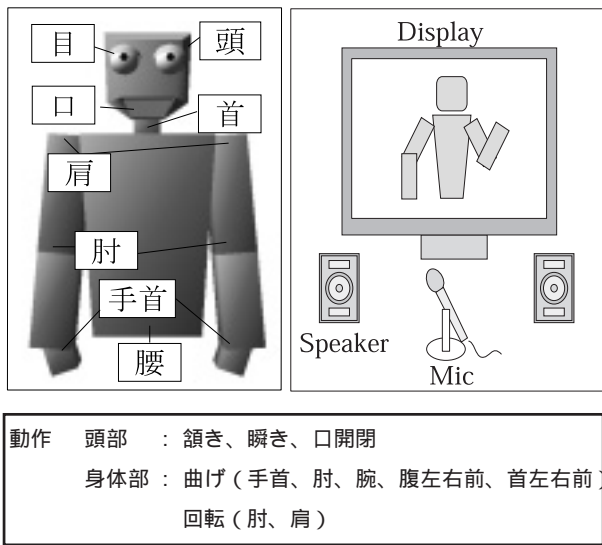 目
頭
口
首
肩
肘
手首
腰
Display
Speaker
Mic
動作 頭部 : 頷き、瞬き、口開閉
身体部 : 曲げ(手首、肘、腕、腹左右前、首左右前)
回転(肘、肩)